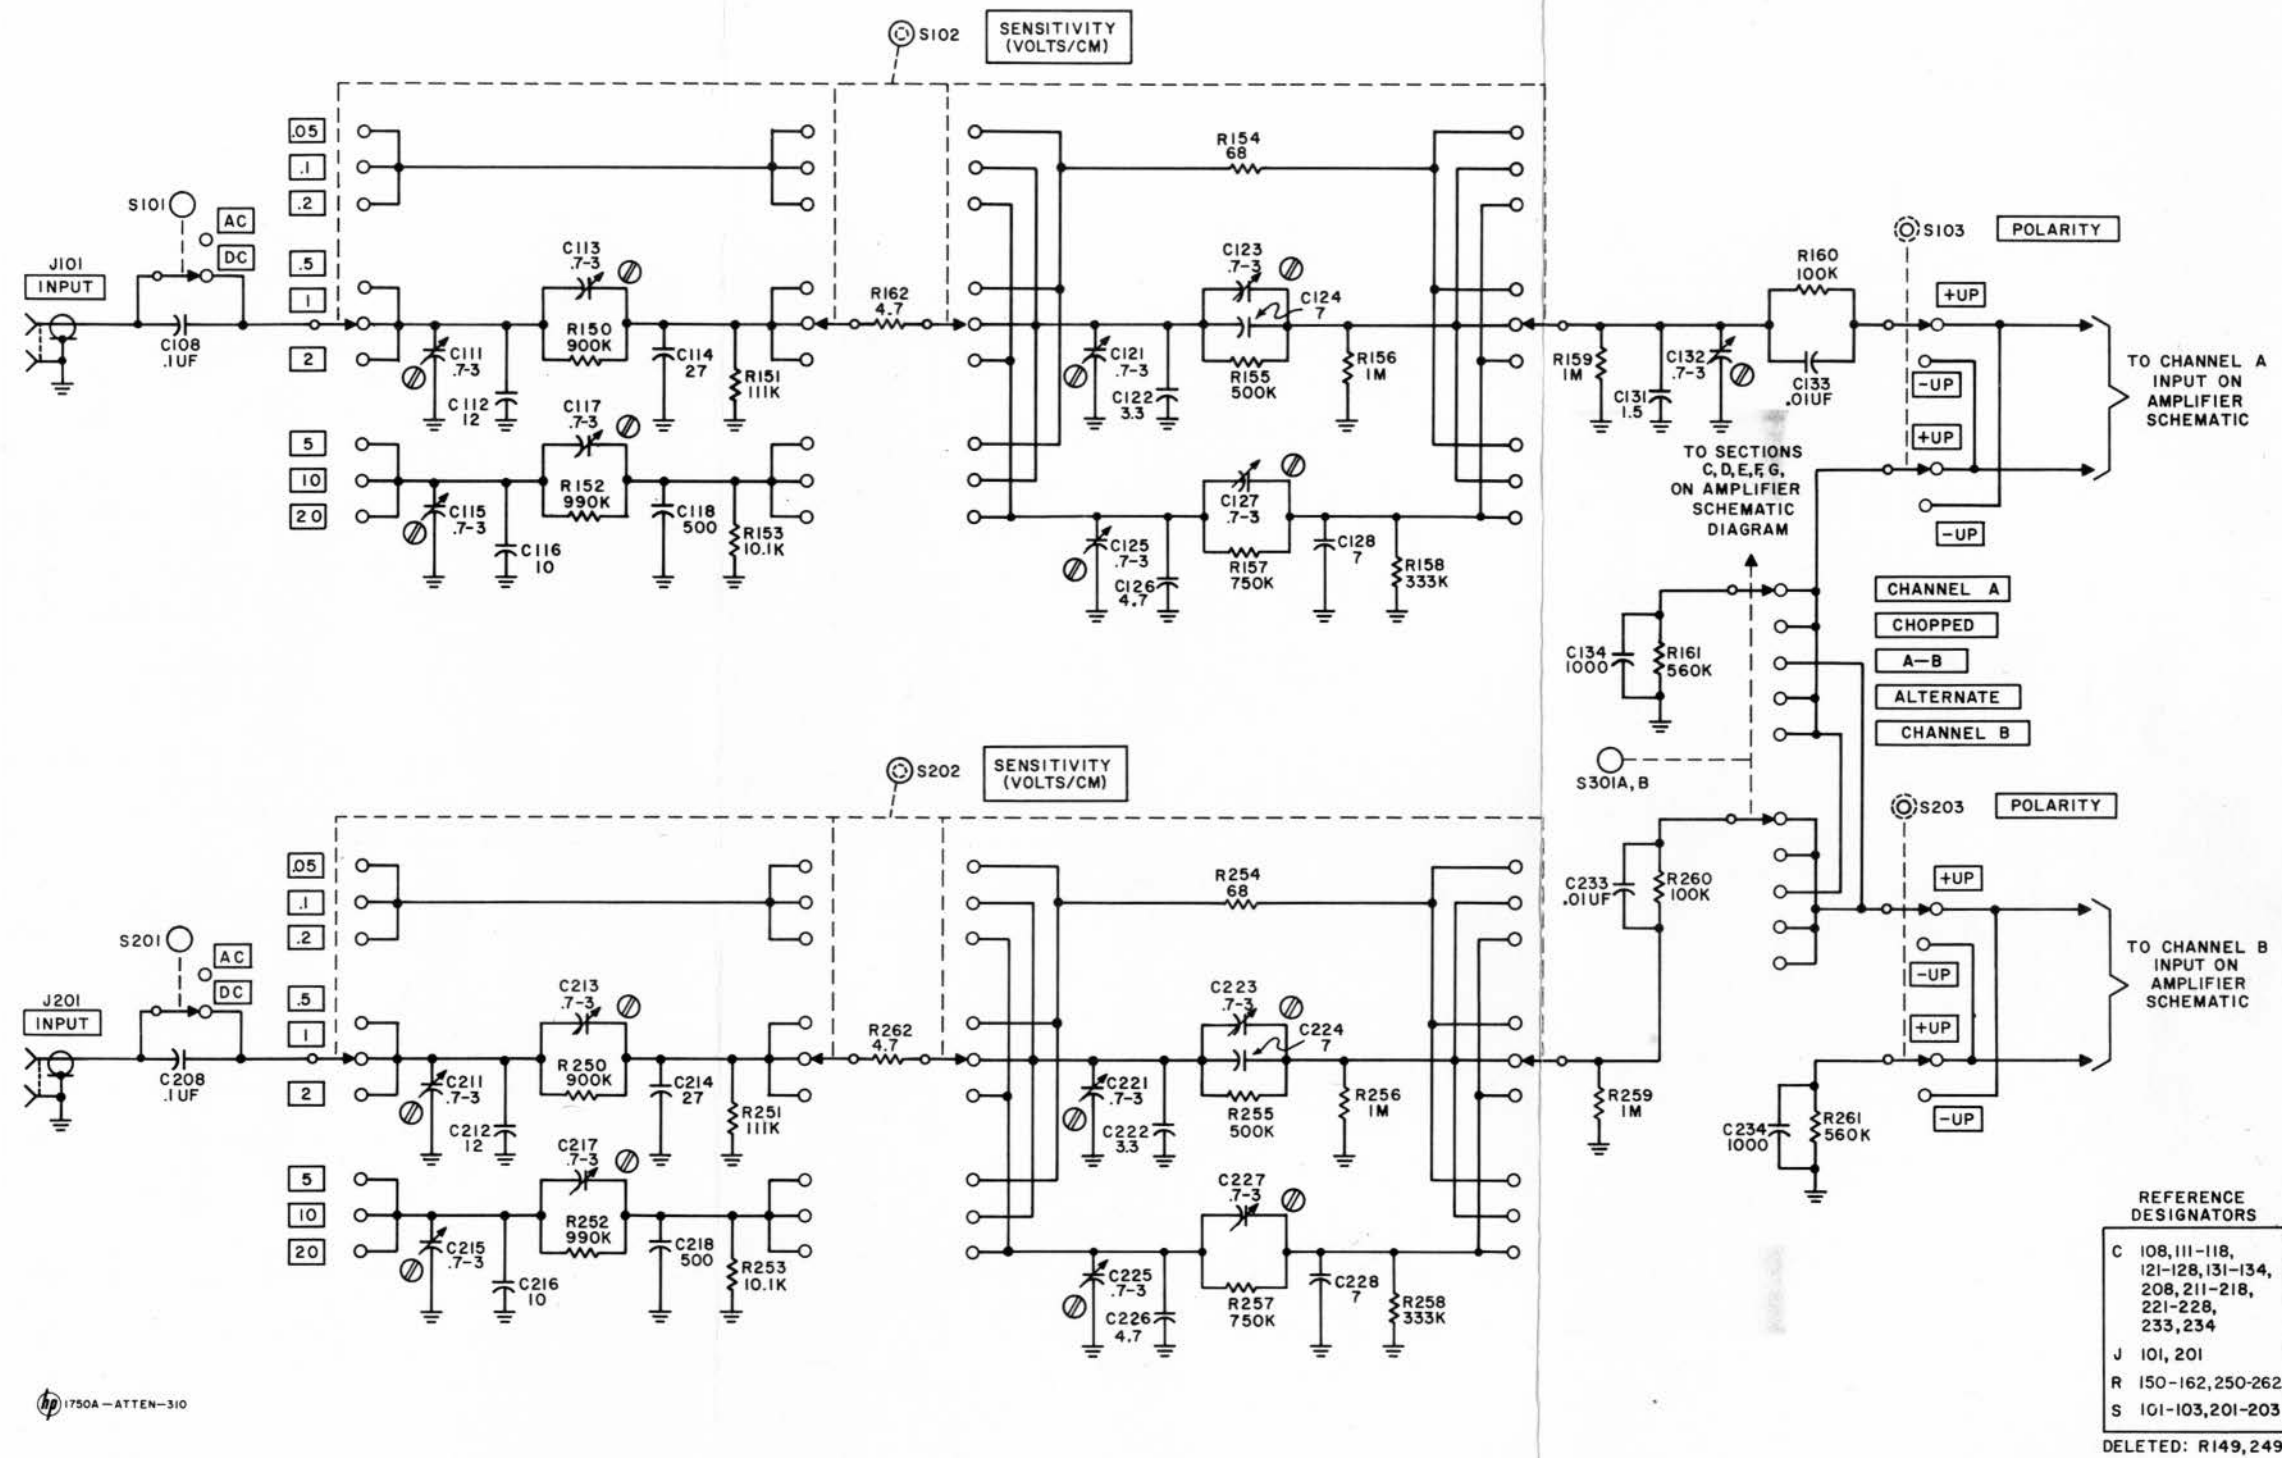 S102
SENSITIVITY
(VOLTS/CM)
.05
.1
.2
.5
1
2
5
10
20
S101
AC
DC
J101
INPUT
C108
.1UF
C113
.7-3
R150
900K
C111
.7-3
C112
12
C114
27
R151
111K
C117
.7-3
R152
990K
C115
.7-3
C116
10
C118
500
R153
10.1K
R162
4.7
R154
68
C123
.7-3
C124
7
C121
.7-3
C122
3.3
R155
500K
R156
1M
C127
.7-3
C125
.7-3
C126
4.7
R157
750K
C128
7
R158
333K
R159
1M
C131
1.5
C132
.7-3
R160
100K
C133
.01UF
S103
POLARITY
+UP
-UP
+UP
-UP
TO CHANNEL A
INPUT ON
AMPLIFIER
SCHEMATIC
TO SECTIONS
C,D,E,F,G,
ON AMPLIFIER
SCHEMATIC
DIAGRAM
C134
1000
R161
560K
CHANNEL A
CHOPPED
A-B
ALTERNATE
CHANNEL B
S301A,B
S202
SENSITIVITY
(VOLTS/CM)
.05
.1
.2
.5
1
2
5
10
20
S201
AC
DC
J201
INPUT
C208
.1UF
C213
.7-3
R250
900K
C211
.7-3
C212
12
C214
27
R251
111K
C217
.7-3
R252
990K
C215
.7-3
C216
10
C218
500
R253
10.1K
R262
4.7
R254
68
C223
.7-3
C224
7
C221
.7-3
C222
3.3
R255
500K
R256
1M
C227
.7-3
C225
.7-3
C226
4.7
R257
750K
C228
7
R258
333K
R259
1M
C233
.01UF
R260
100K
S203
POLARITY
+UP
-UP
+UP
-UP
TO CHANNEL B
INPUT ON
AMPLIFIER
SCHEMATIC
C234
1000
R261
560K
REFERENCE
DESIGNATORS
C 108,111-118,
121-128,131-134,
208,211-218,
221-228,
233,234
J 101,201
R 150-162,250-262
S 101-103,201-203
DELETED: R149,249
hp 1750A-ATTEN-310